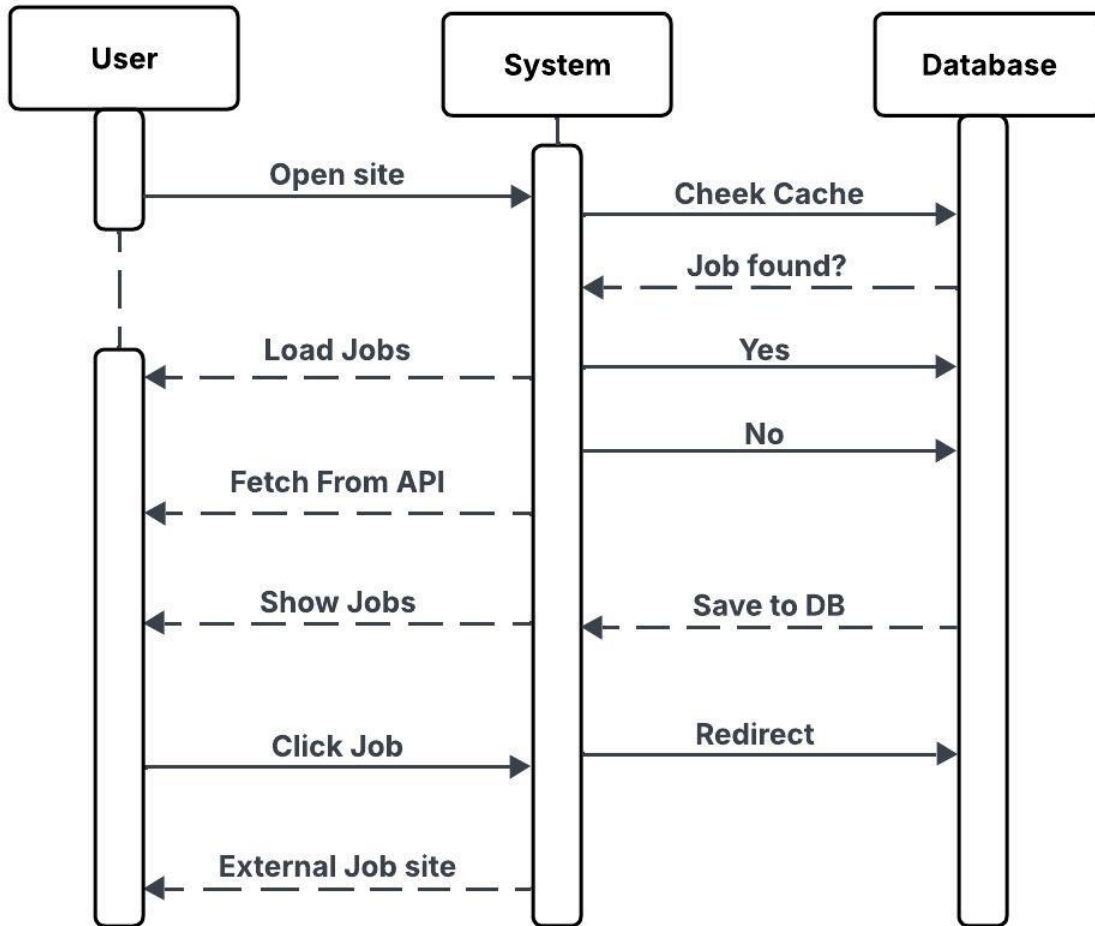 User
System
Database
Open site
Cheek Cache
Job found?
Load Jobs
Yes
No
Fetch From API
Show Jobs
Save to DB
Click Job
Redirect
External Job site